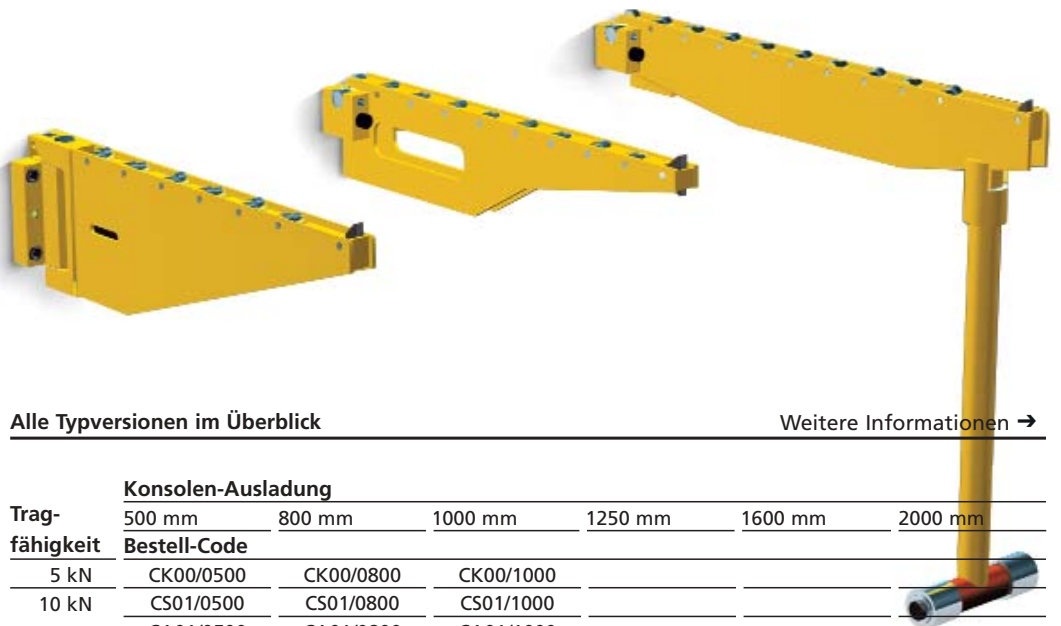 Alle Typversionen im Überblick Weitere Informationen →
Konsolen-Ausladung
Trag- 500 mm 800 mm 1000 mm 1250 mm 1600 mm 2000 mm
fähigkeit Bestell-Code
5 kN CK00/0500 CK00/0800 CK00/1000
10 kN CS01/0500 CS01/0800 CS01/1000